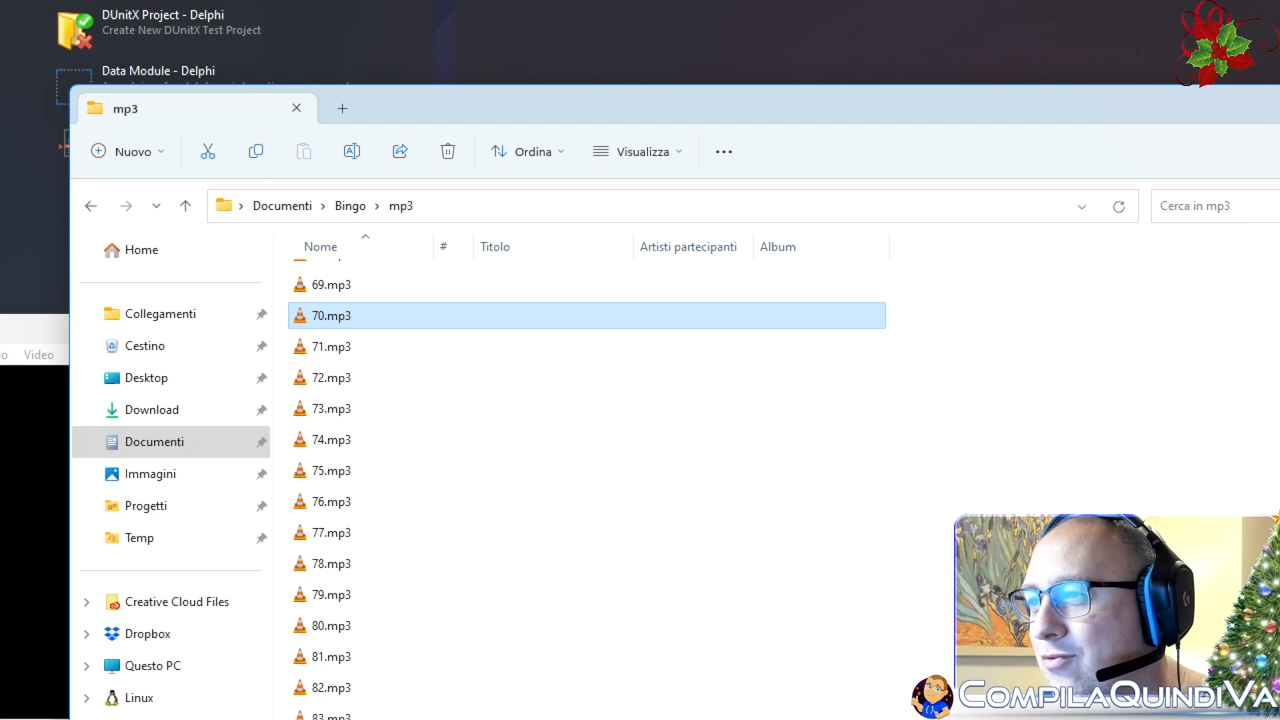 DUnitX Project - Delphi
Create New DUnitX Test Project
Data Module - Delphi
mp3
Nuovo
Ordina
Visualizza
Documenti
Bingo
mp3
Cerca in mp3
Nome
#
Titolo
Artisti partecipanti
Album
Home
Collegamenti
Cestino
Desktop
Download
Documenti
Immagini
Progetti
Temp
Creative Cloud Files
Dropbox
Questo PC
Linux
69.mp3
70.mp3
71.mp3
72.mp3
73.mp3
74.mp3
75.mp3
76.mp3
77.mp3
78.mp3
79.mp3
80.mp3
81.mp3
82.mp3
83.mp3
Video
COMPILAQUINDIVA